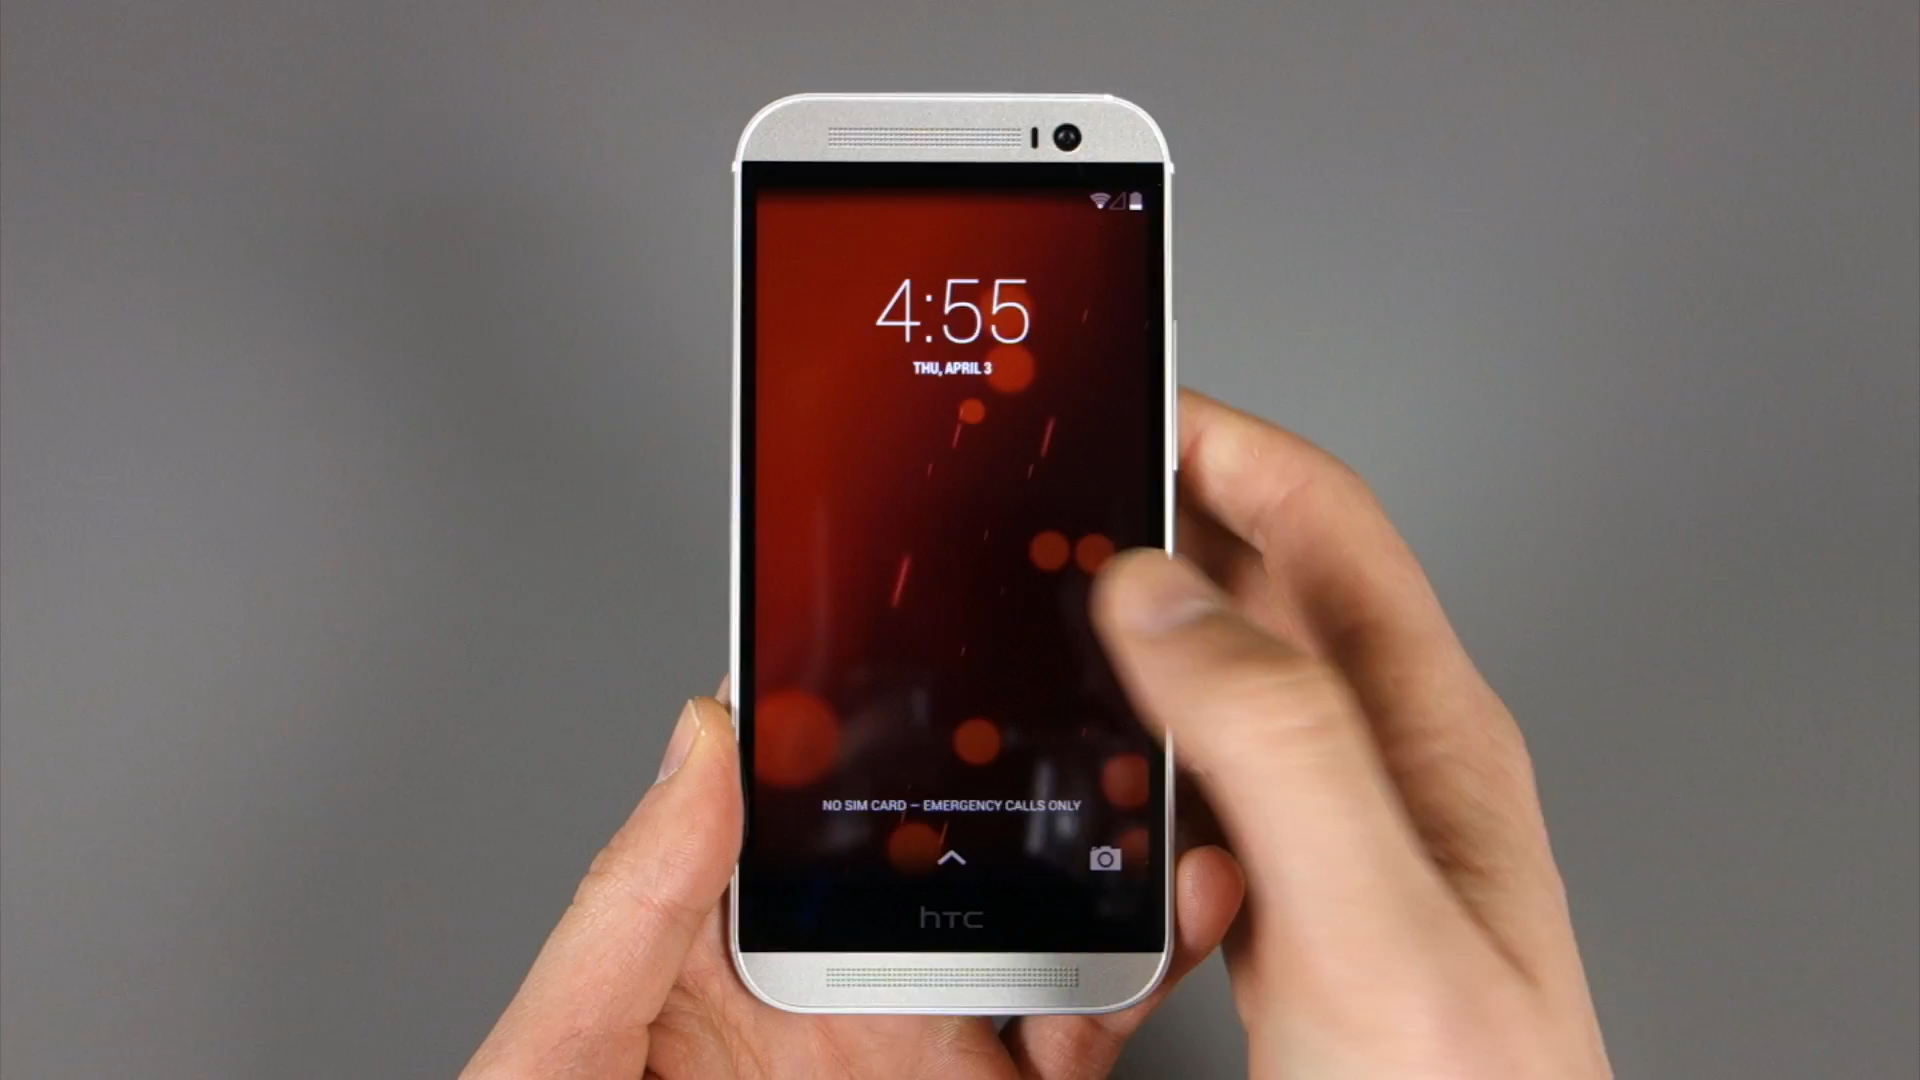 4:55
THU, APRIL 3
NO SIM CARD – EMERGENCY CALLS ONLY
hTC